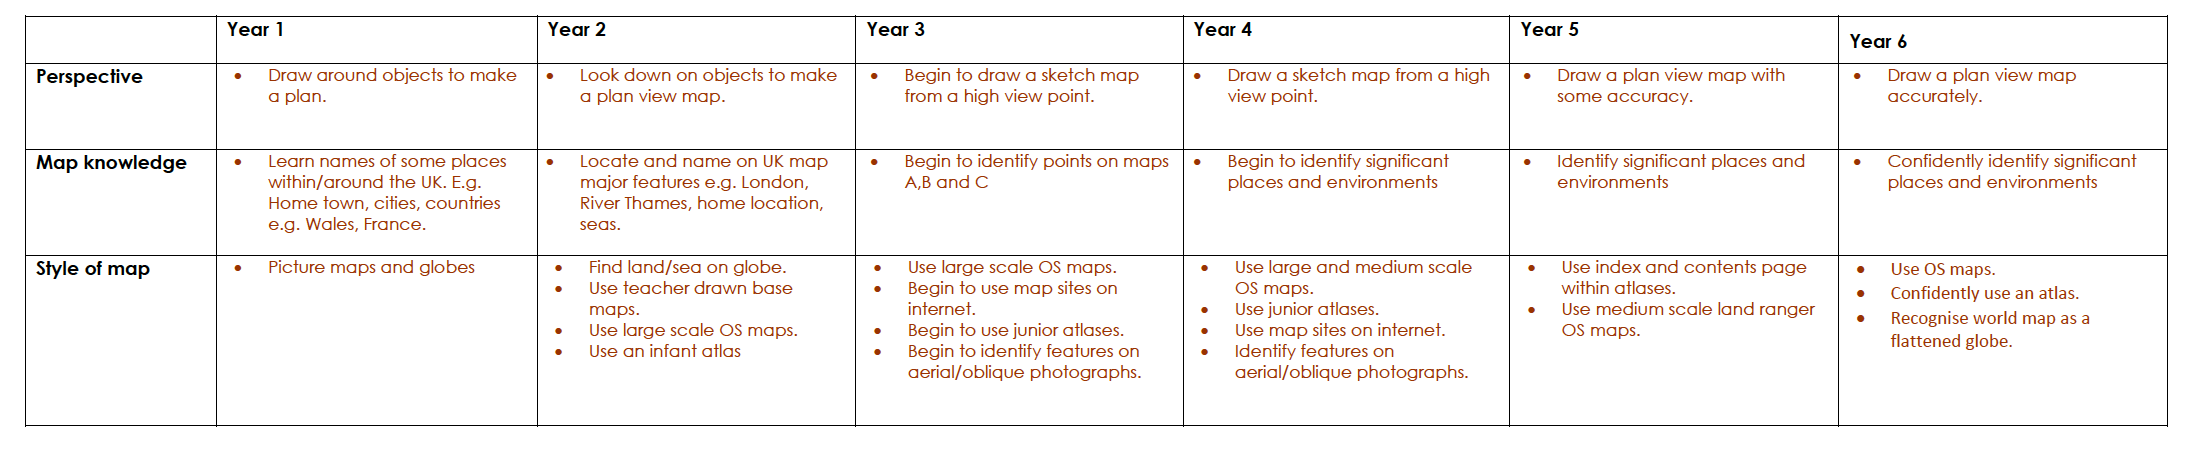 Year 1
Year 2
Year 3
Year 4
Year 5
Year 6
Perspective
• Draw around objects to make
a plan.
• Look down on objects to make
a plan view map.
• Begin to draw a sketch map
from a high view point.
• Draw a sketch map from a high
view point.
• Draw a plan view map with
some accuracy.
• Draw a plan view map
accurately.
Map knowledge
• Learn names of some places
within/around the UK. E.g.
Home town, cities, countries
e.g. Wales, France.
• Locate and name on UK map
major features e.g. London,
River Thames, home location,
seas.
• Begin to identify points on maps
A,B and C
• Begin to identify significant
places and environments
• Identify significant places and
environments
• Confidently identify significant
places and environments
Style of map
• Picture maps and globes
• Find land/sea on globe.
• Use teacher drawn base
maps.
• Use large scale OS maps.
• Use an infant atlas
• Use large scale OS maps.
• Begin to use map sites on
internet.
• Begin to use junior atlases.
• Begin to identify features on
aerial/oblique photographs.
• Use large and medium scale
OS maps.
• Use junior atlases.
• Use map sites on internet.
• Identify features on
aerial/oblique photographs.
• Use index and contents page
within atlases.
• Use medium scale land ranger
OS maps.
• Use OS maps.
• Confidently use an atlas.
• Recognise world map as a
flattened globe.